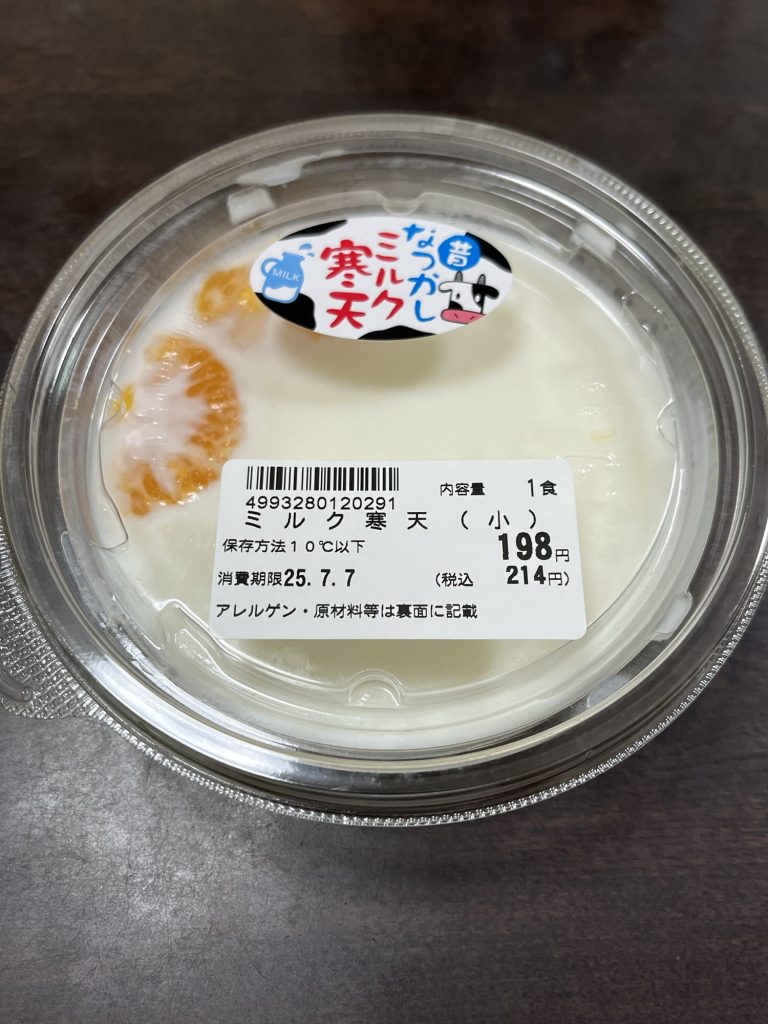 昔
なつかし
ミルク
寒天
MILK
4993280120291
内容量 1食
ミルク寒天(小)
保存方法10℃以下
198円
消費期限25.7.7
(税込 214円)
アレルゲン・原材料等は裏面に記載